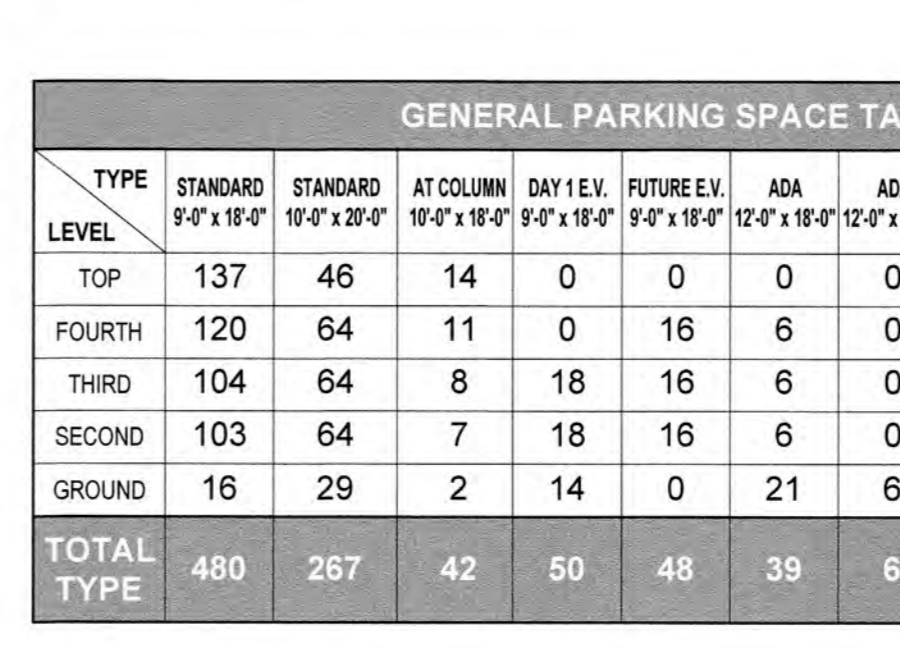 GENERAL PARKING SPACE TA
TYPE
LEVEL
STANDARD 9'-0" x 18'-0"
STANDARD 10'-0" x 20'-0"
AT COLUMN 10'-0" x 18'-0"
DAY 1 E.V. 9'-0" x 18'-0"
FUTURE E.V. 9'-0" x 18'-0"
ADA 12'-0" x 18'-0"
AD 12'-0" x
TOP 137 46 14 0 0 0 0
FOURTH 120 64 11 0 16 6 0
THIRD 104 64 8 18 16 6 0
SECOND 103 64 7 18 16 6 0
GROUND 16 29 2 14 0 21 6
TOTAL TYPE 480 267 42 50 48 39 6